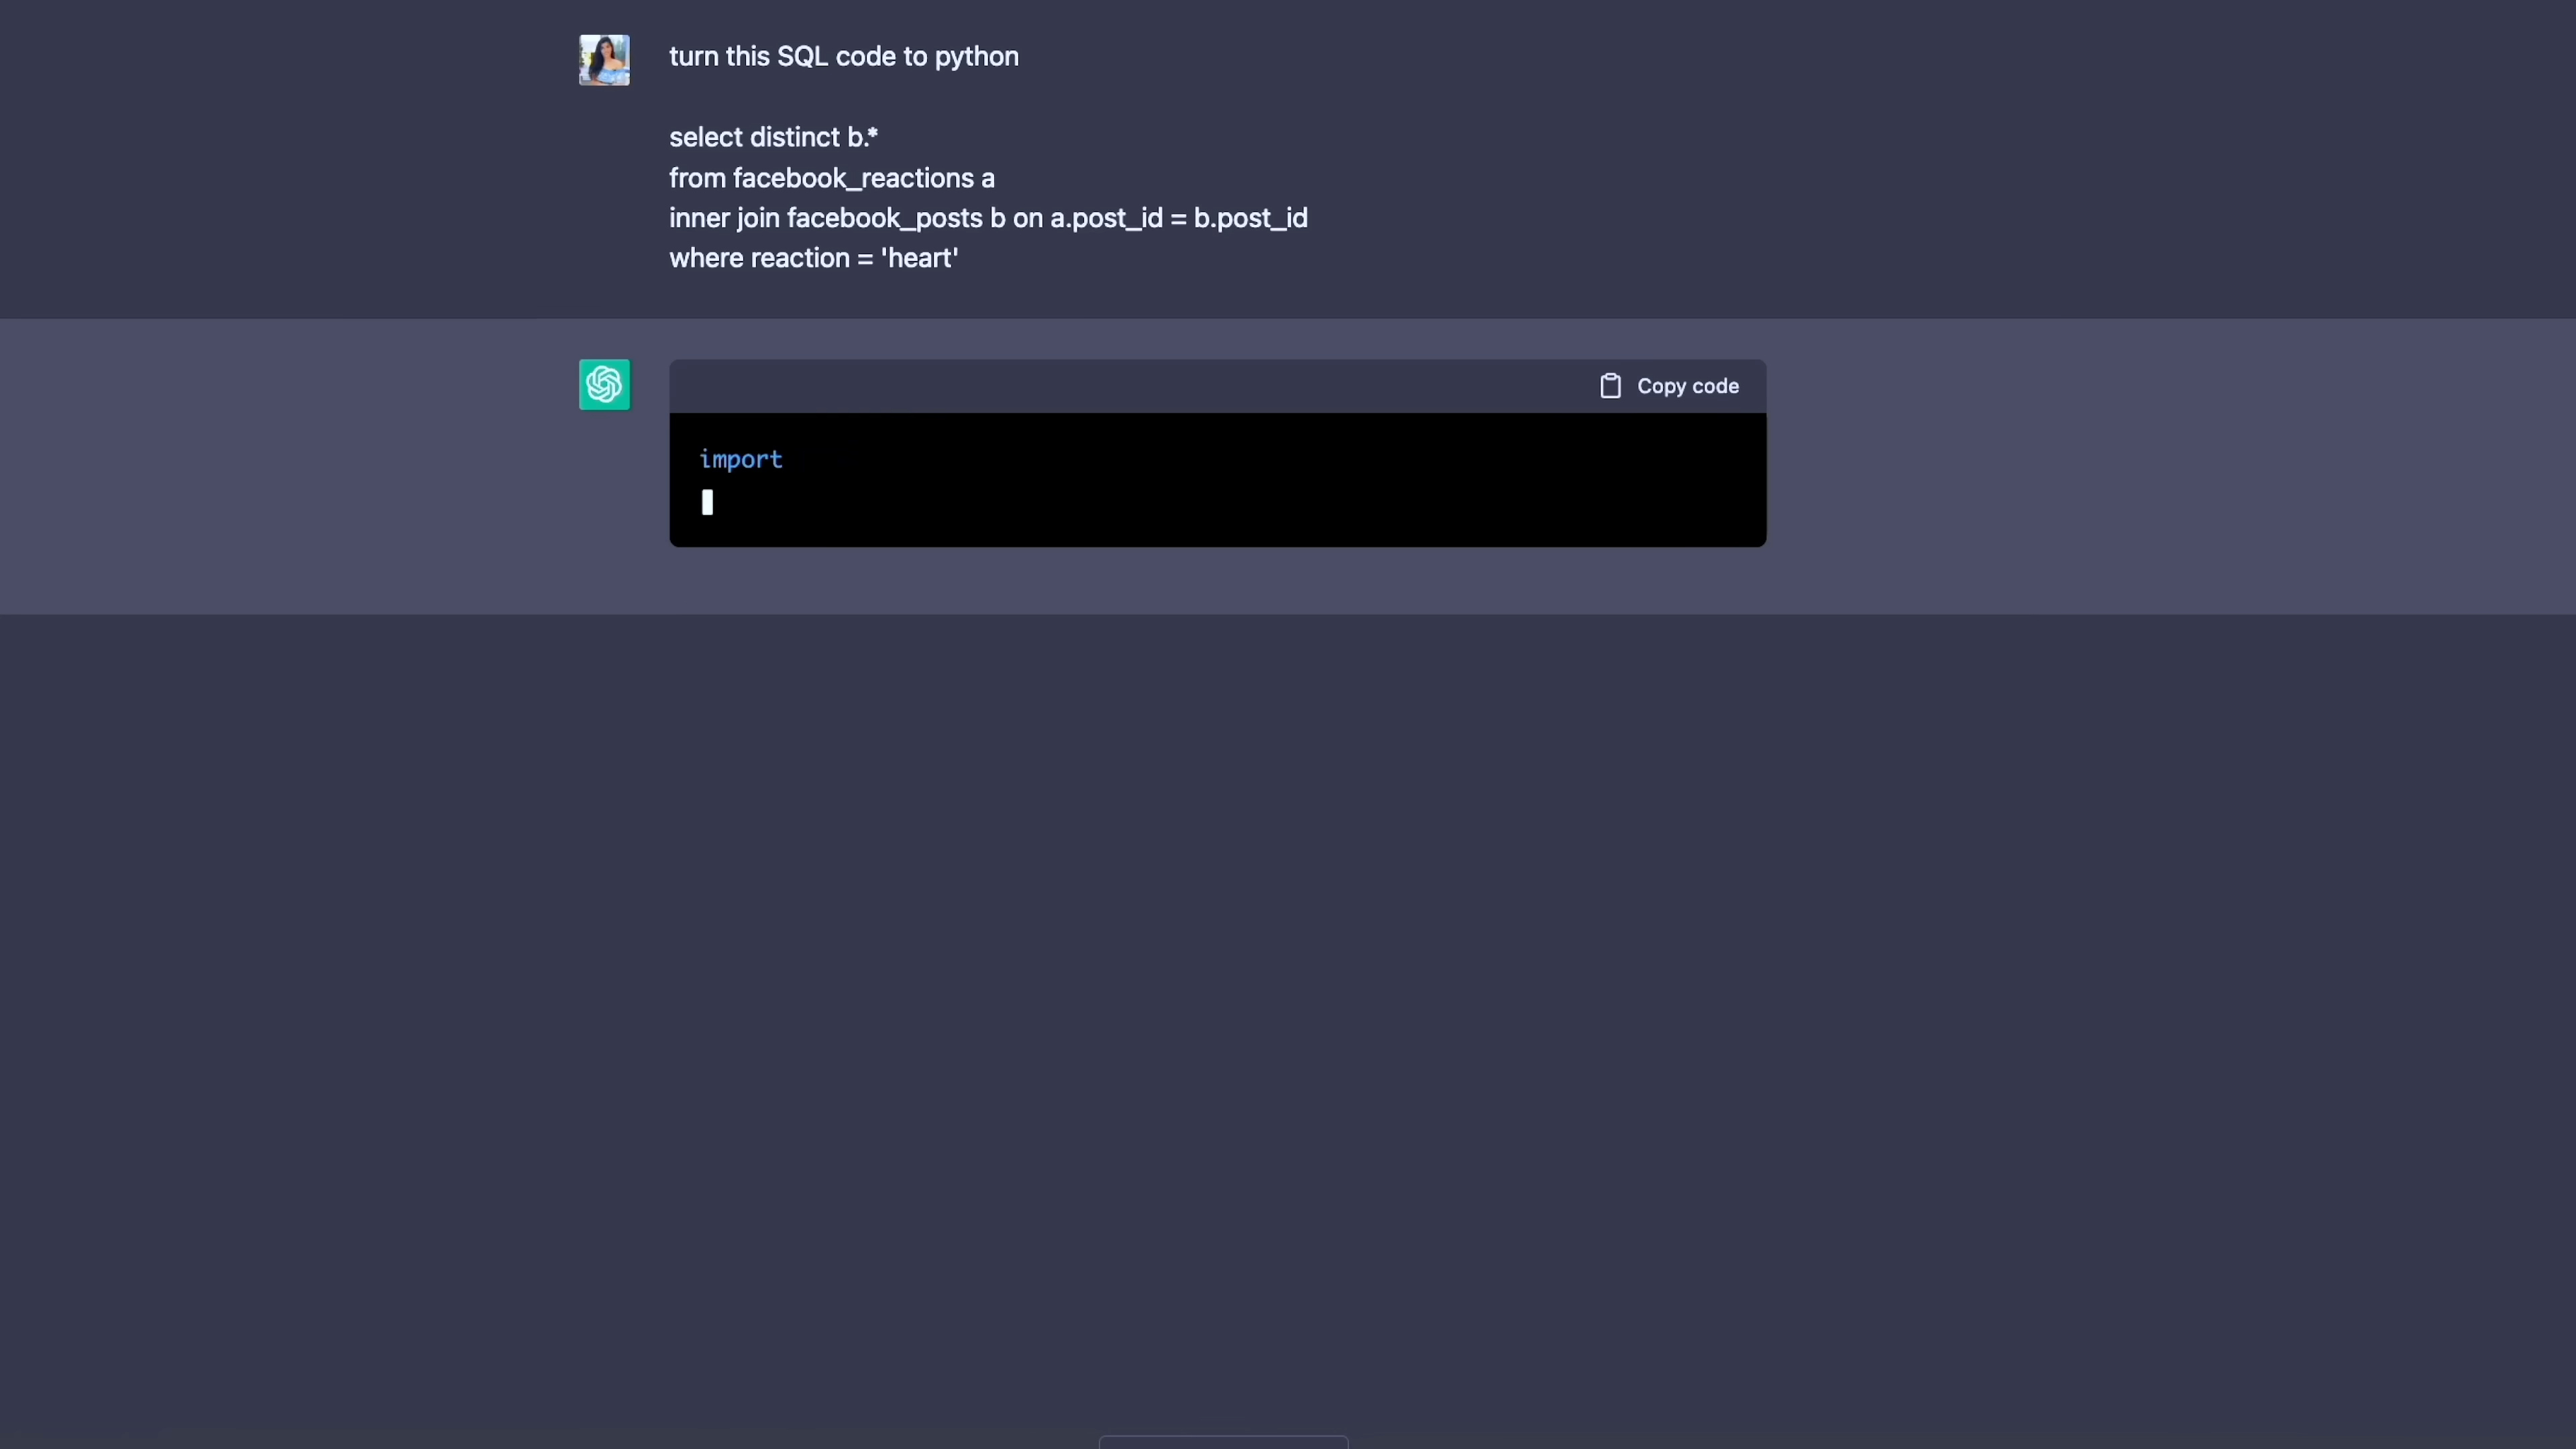 turn this SQL code to python
select distinct b.*
from facebook_reactions a
inner join facebook_posts b on a.post_id = b.post_id
where reaction = 'heart'
Copy code
import